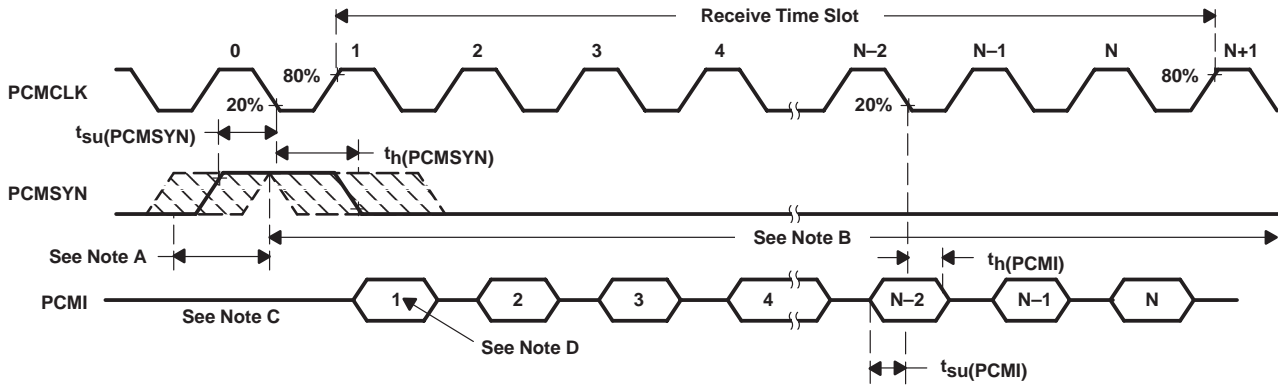 Receive Time Slot
0 1 2 3 4 N–2 N–1 N N+1
80% 80%
PCMCLK
20% 20%
tsu(PCMSYN)
th(PCMSYN)
PCMSYN
See Note A See Note B
th(PCMI)
PCMI 1 2 3 4 N–2 N–1 N
See Note C
See Note D
tsu(PCMI)